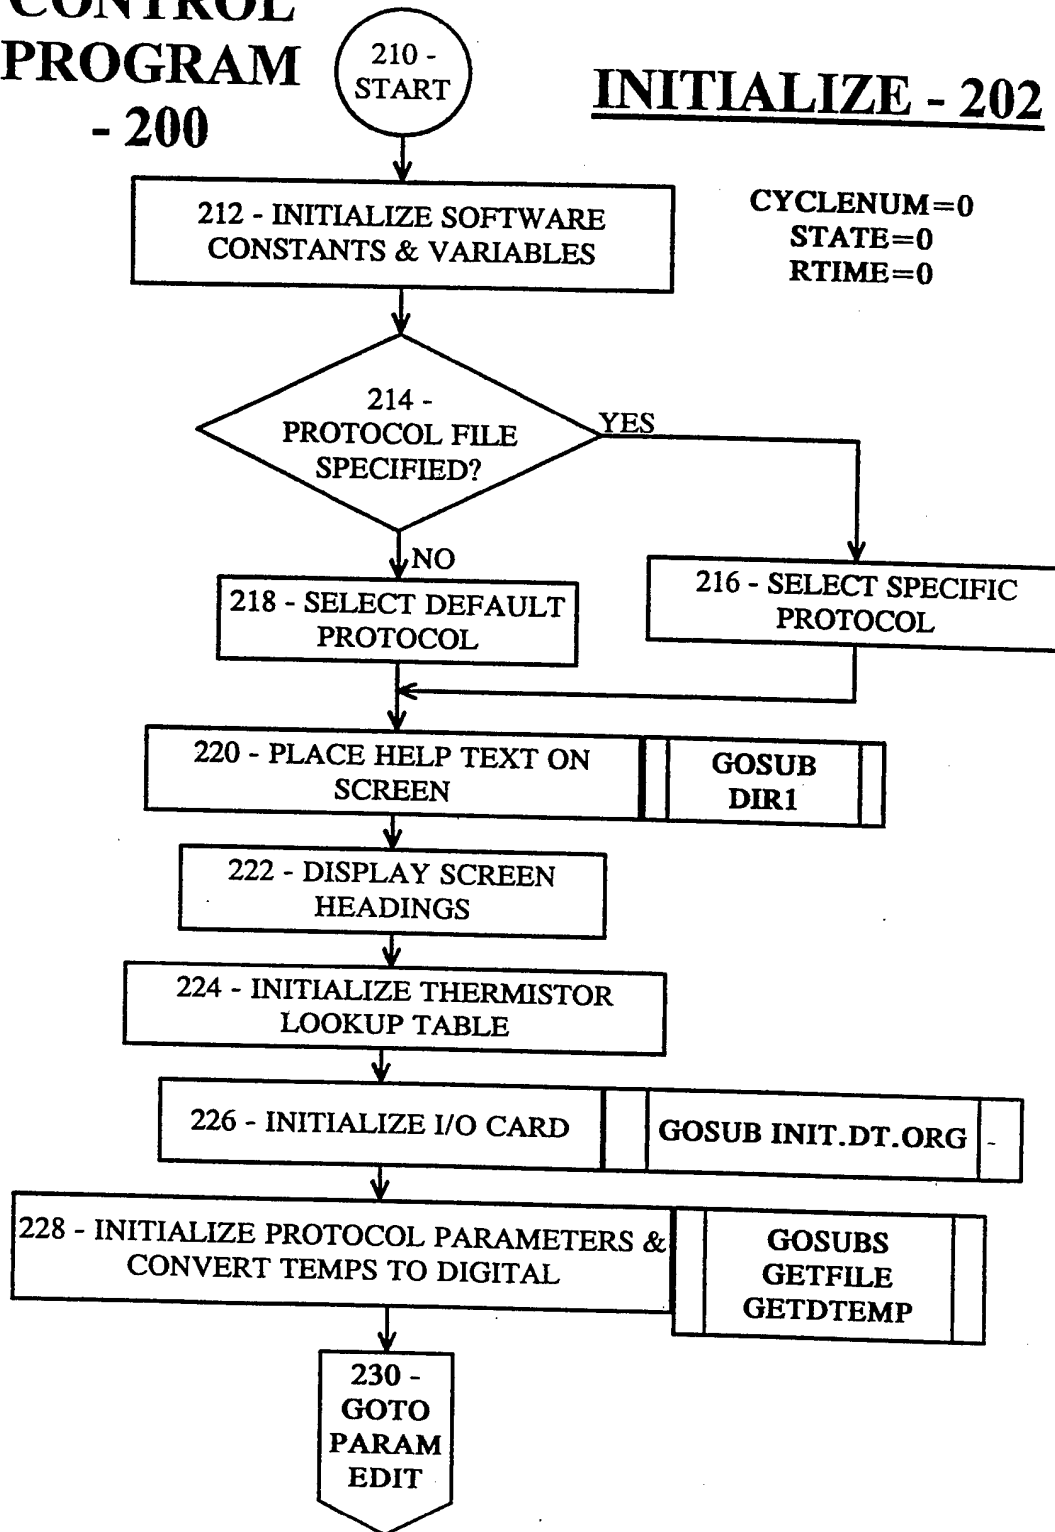 CONTROL
PROGRAM
- 200
210 -
START
INITIALIZE - 202
212 - INITIALIZE SOFTWARE
CONSTANTS & VARIABLES
CYCLENUM=0
STATE=0
RTIME=0
214 -
PROTOCOL FILE
SPECIFIED?
YES
NO
218 - SELECT DEFAULT
PROTOCOL
216 - SELECT SPECIFIC
PROTOCOL
220 - PLACE HELP TEXT ON
SCREEN
GOSUB
DIR1
222 - DISPLAY SCREEN
HEADINGS
224 - INITIALIZE THERMISTOR
LOOKUP TABLE
226 - INITIALIZE I/O CARD
GOSUB INIT.DT.ORG
228 - INITIALIZE PROTOCOL PARAMETERS &
CONVERT TEMPS TO DIGITAL
GOSUBS
GETFILE
GETDTEMP
230 -
GOTO
PARAM
EDIT